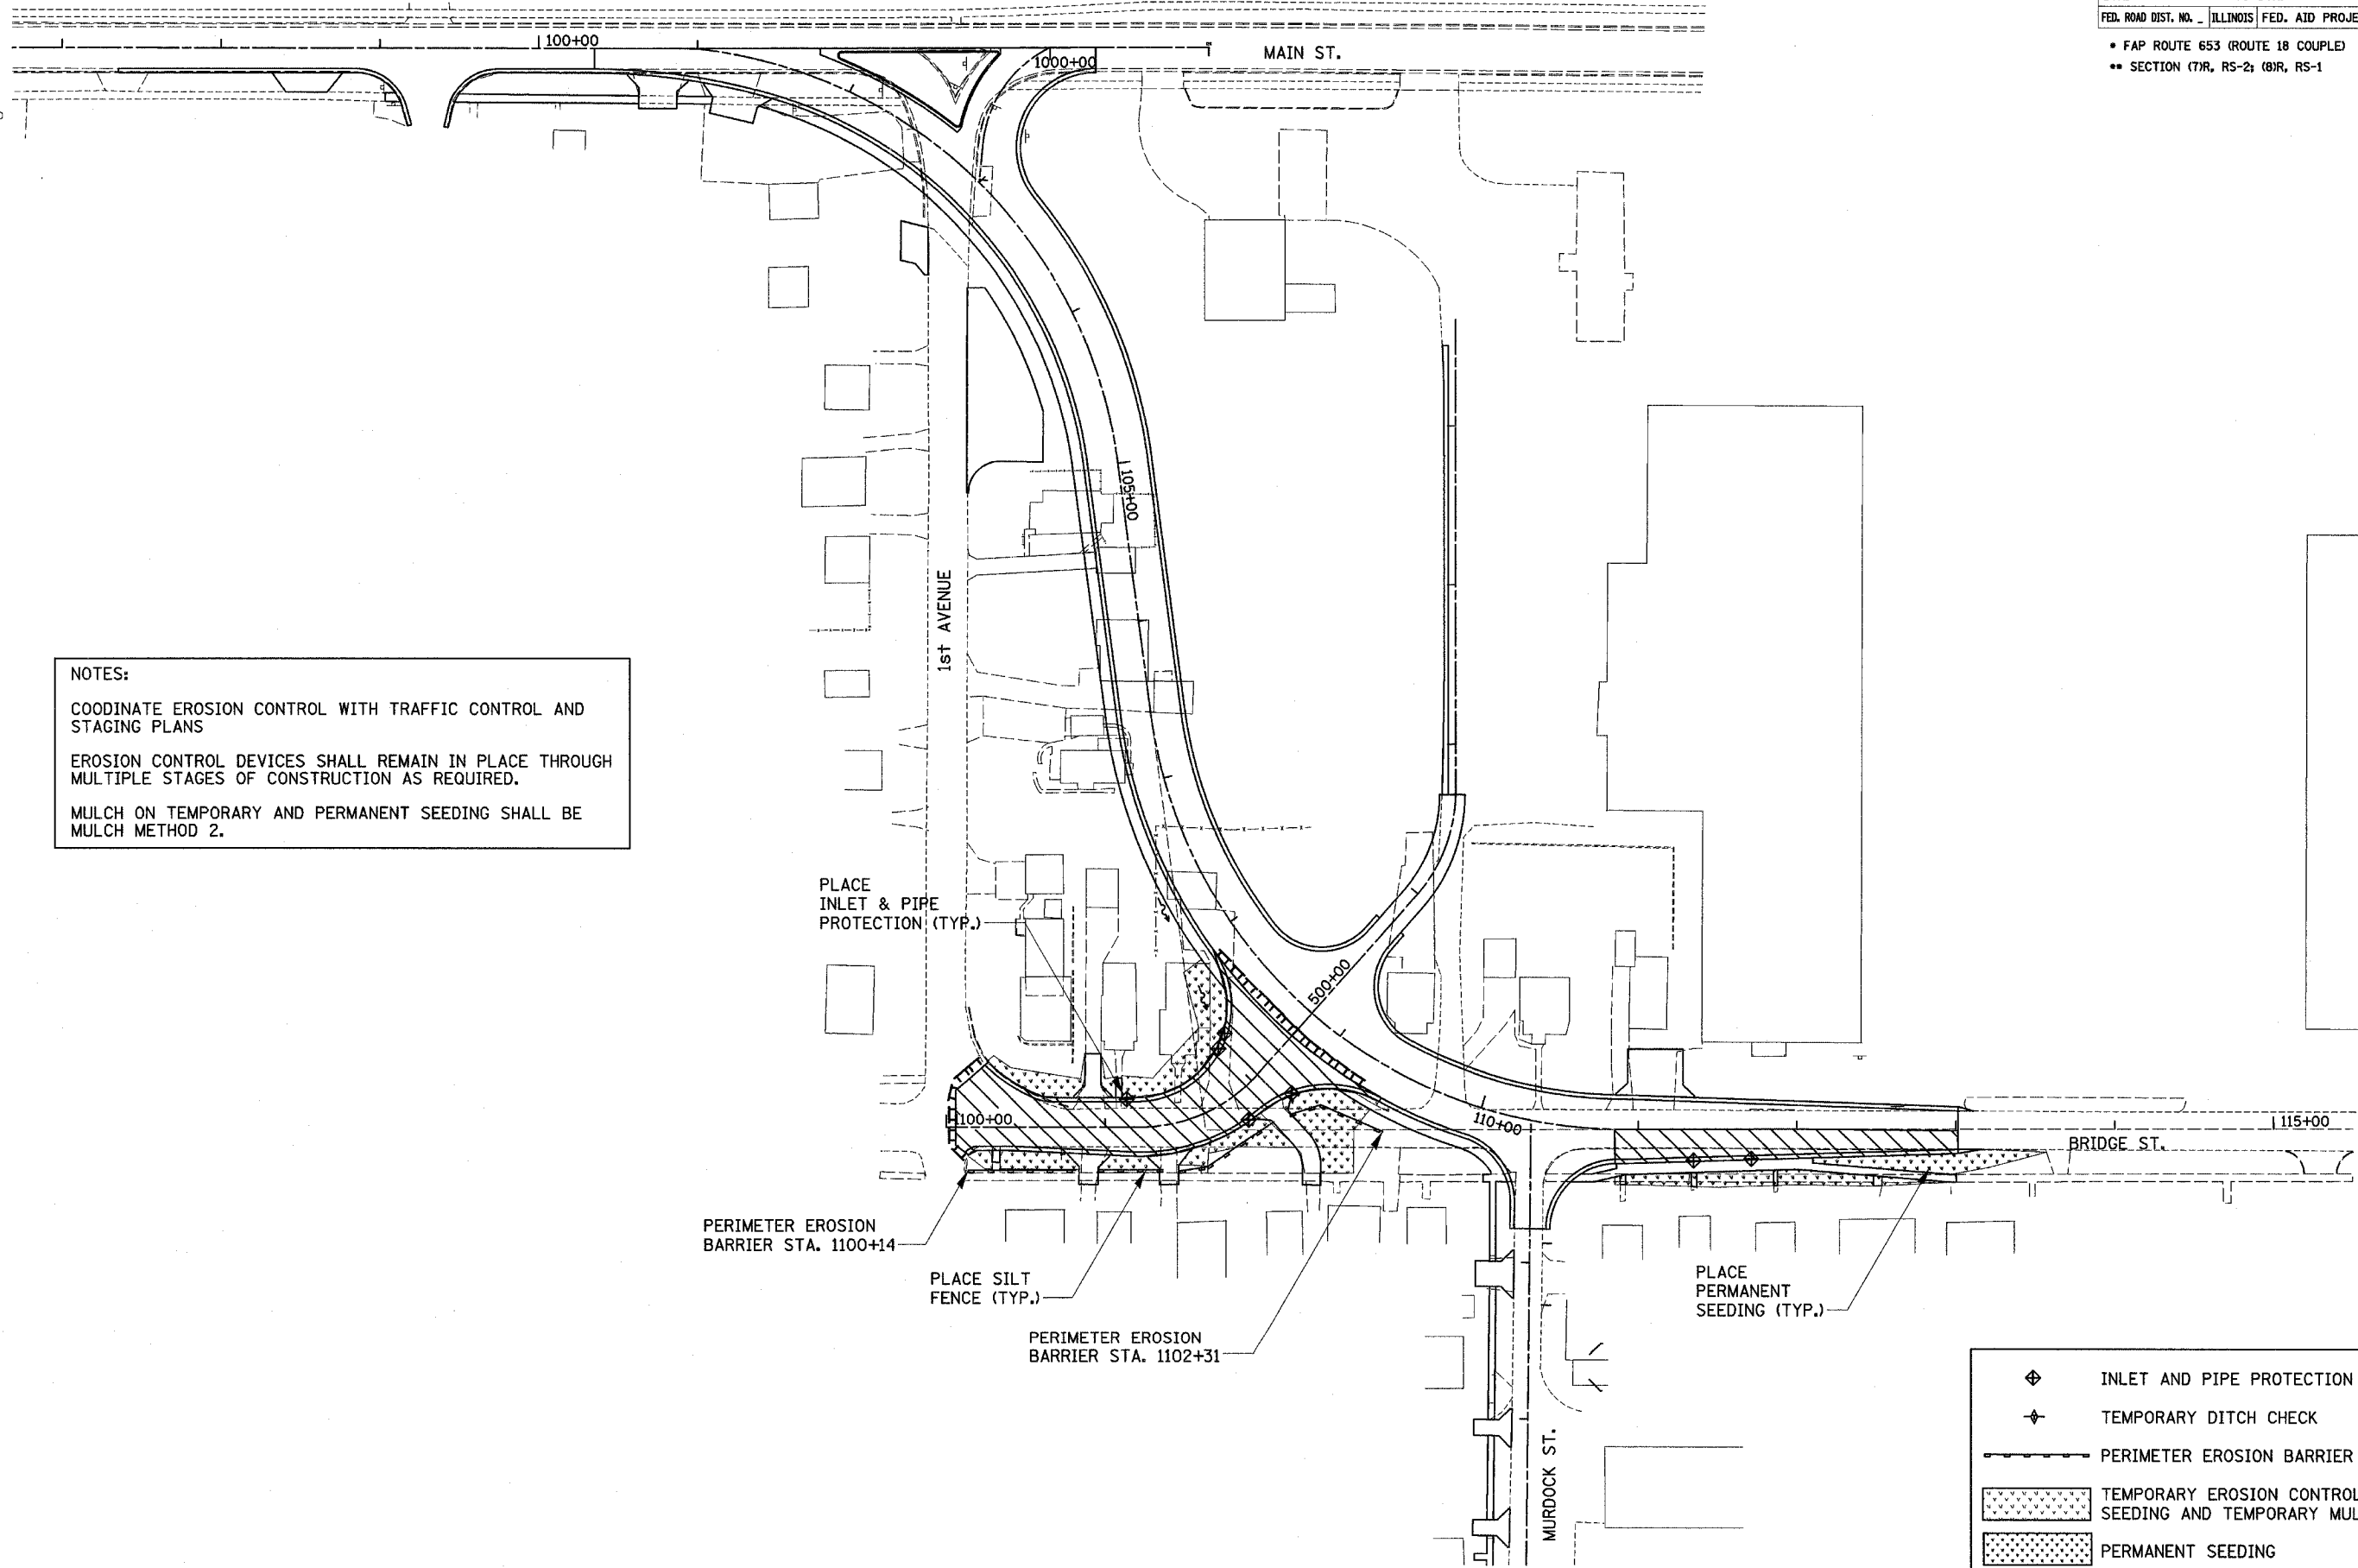 FED. ROAD DIST. NO. _ ILLINOIS FED. AID PROJE
* FAP ROUTE 653 (ROUTE 18 COUPLE)
** SECTION (7)R, RS-2; (8)R, RS-1
100+00
1000+00
MAIN ST.
105+00
1st AVENUE
NOTES:
COODINATE EROSION CONTROL WITH TRAFFIC CONTROL AND
STAGING PLANS
EROSION CONTROL DEVICES SHALL REMAIN IN PLACE THROUGH
MULTIPLE STAGES OF CONSTRUCTION AS REQUIRED.
MULCH ON TEMPORARY AND PERMANENT SEEDING SHALL BE
MULCH METHOD 2.
PLACE
INLET & PIPE
PROTECTION (TYP.)
500+00
1100+00
110+00
115+00
BRIDGE ST.
PERIMETER EROSION
BARRIER STA. 1100+14
PLACE SILT
FENCE (TYP.)
PERIMETER EROSION
BARRIER STA. 1102+31
PLACE
PERMANENT
SEEDING (TYP.)
MURDOCK ST.
INLET AND PIPE PROTECTION
TEMPORARY DITCH CHECK
PERIMETER EROSION BARRIER
TEMPORARY EROSION CONTROL
SEEDING AND TEMPORARY MUL
PERMANENT SEEDING